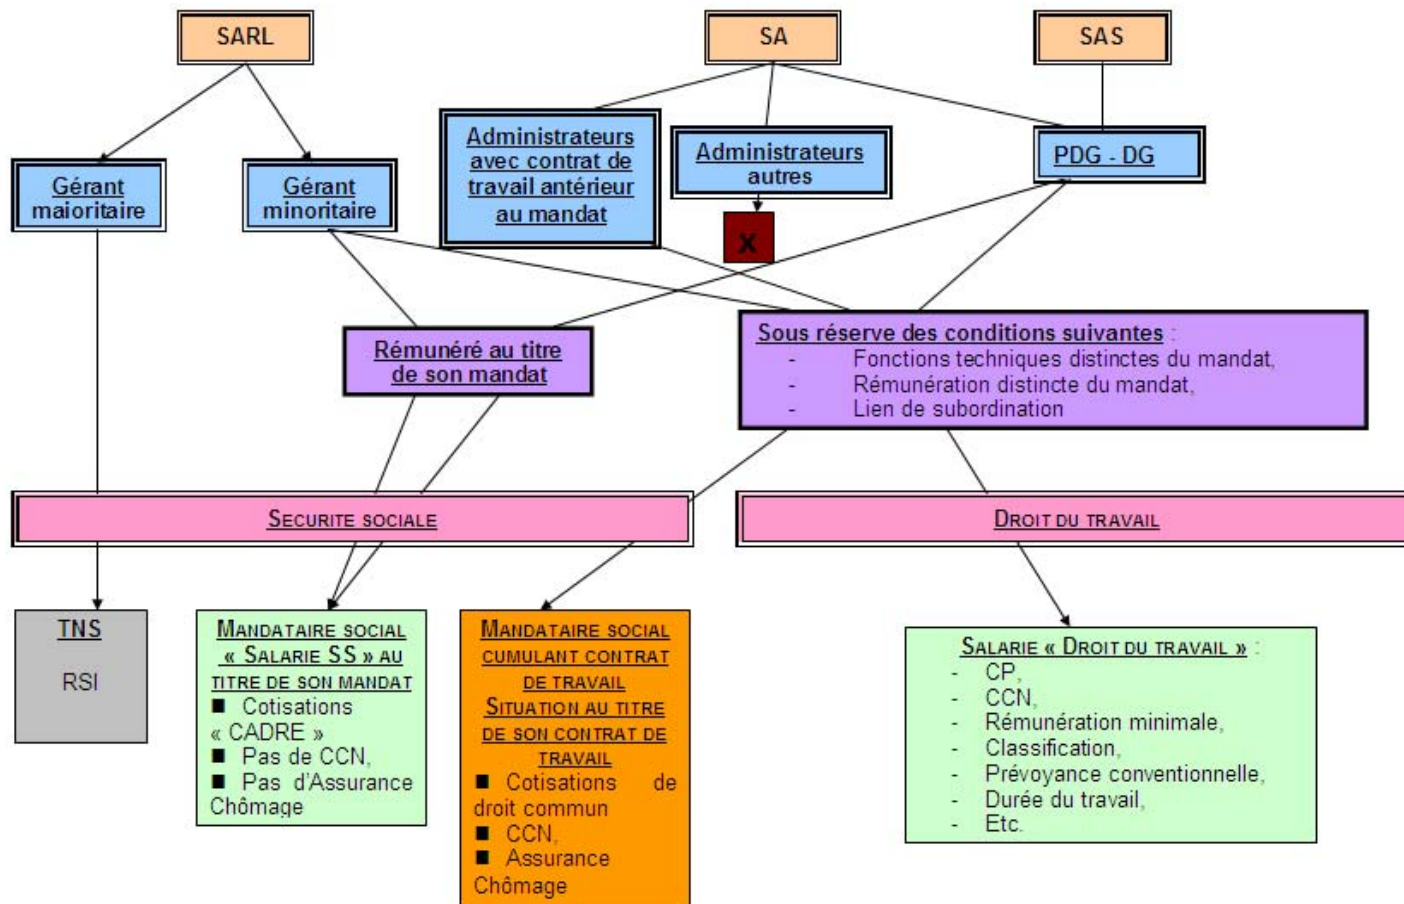 SARL
SA
SAS
Administrateurs
avec contrat de
travail antérieur
au mandat
Administrateurs
autres
PDG - DG
Gérant
maioritaire
Gérant
minoritaire
X
Rémunéré au titre
de son mandat
Sous réserve des conditions suivantes :
- Fonctions techniques distinctes du mandat,
- Rémunération distincte du mandat,
- Lien de subordination
SECURITE SOCIALE
DROIT DU TRAVAIL
TNS
RSI
MANDATAIRE SOCIAL
« SALARIE SS » AU
TITRE DE SON MANDAT
■ Cotisations
« CADRE »
■ Pas de CCN,
■ Pas d'Assurance
Chômage
MANDATAIRE SOCIAL
CUMULANT CONTRAT
DE TRAVAIL
SITUATION AU TITRE
DE SON CONTRAT DE
TRAVAIL
■ Cotisations de
droit commun
■ CCN,
■ Assurance
Chômage
SALARIE « DROIT DU TRAVAIL » :
- CP,
- CCN,
- Rémunération minimale,
- Classification,
- Prévoyance conventionnelle,
- Durée du travail,
- Etc.